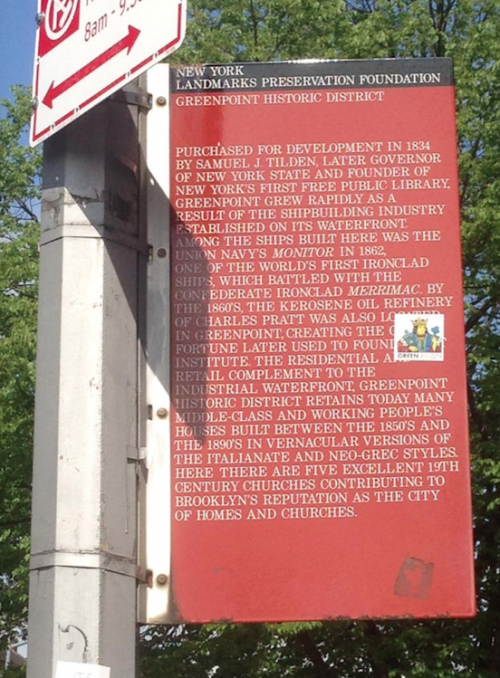 8am - 9:30
NEW YORK
LANDMARKS PRESERVATION FOUNDATION
GREENPOINT HISTORIC DISTRICT
PURCHASED FOR DEVELOPMENT IN 1834
BY SAMUEL J. TILDEN, LATER GOVERNOR
OF NEW YORK STATE AND FOUNDER OF
NEW YORK'S FIRST FREE PUBLIC LIBRARY,
GREENPOINT GREW RAPIDLY AS A
RESULT OF THE SHIPBUILDING INDUSTRY
ESTABLISHED ON ITS WATERFRONT.
AMONG THE SHIPS BUILT HERE WAS THE
UNION NAVY'S MONITOR IN 1862,
ONE OF THE WORLD'S FIRST IRONCLAD
SHIPS, WHICH BATTLED WITH THE
CONFEDERATE IRONCLAD MERRIMAC. BY
THE 1860'S, THE KEROSENE OIL REFINERY
OF CHARLES PRATT WAS ALSO LOCATED
IN GREENPOINT, CREATING THE
FORTUNE LATER USED TO FOUND
INSTITUTE. THE RESIDENTIAL
RETAIL COMPLEMENT TO THE
INDUSTRIAL WATERFRONT, GREENPOINT
HISTORIC DISTRICT RETAINS TODAY MANY
MIDDLE-CLASS AND WORKING PEOPLE'S
HOUSES BUILT BETWEEN THE 1850'S AND
THE 1890'S IN VERNACULAR VERSIONS OF
THE ITALIANATE AND NEO-GREC STYLES.
HERE THERE ARE FIVE EXCELLENT 19TH
CENTURY CHURCHES CONTRIBUTING TO
BROOKLYN'S REPUTATION AS THE CITY
OF HOMES AND CHURCHES.
GREEN